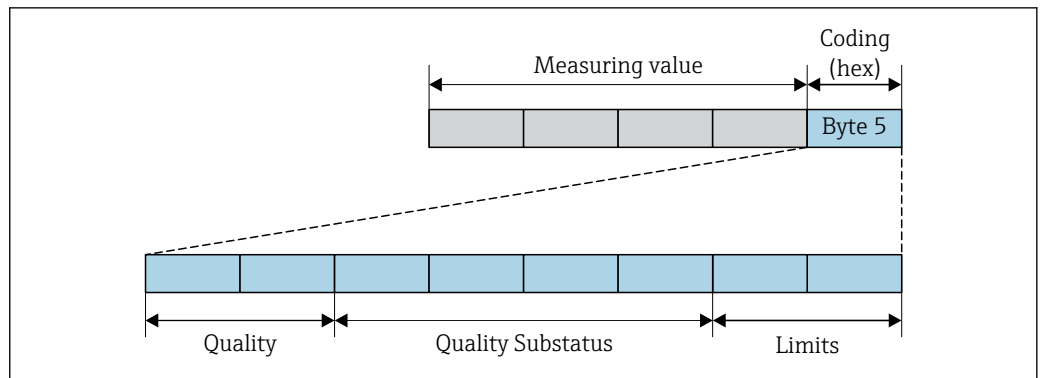 Coding
(hex)
Measuring value
Byte 5
Quality
Quality Substatus
Limits